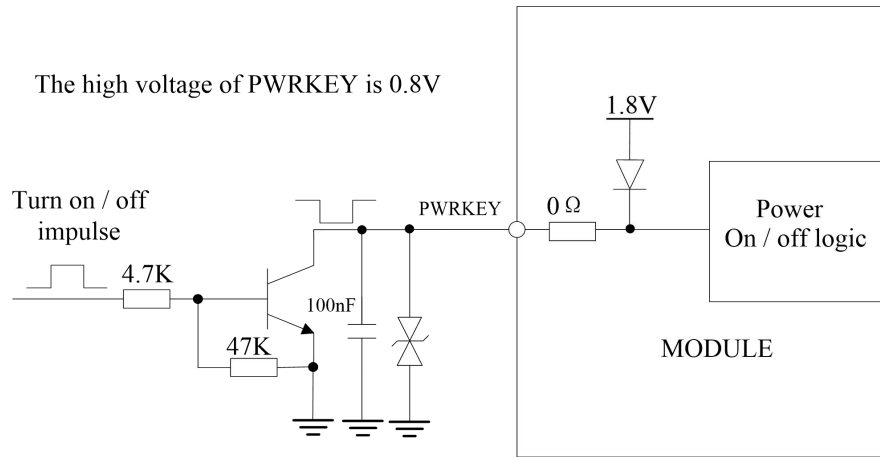 The high voltage of PWRKEY is 0.8V
1.8V
Turn on / off
impulse
PWRKEY
0 Ω
Power
On / off logic
4.7K
100nF
47K
MODULE